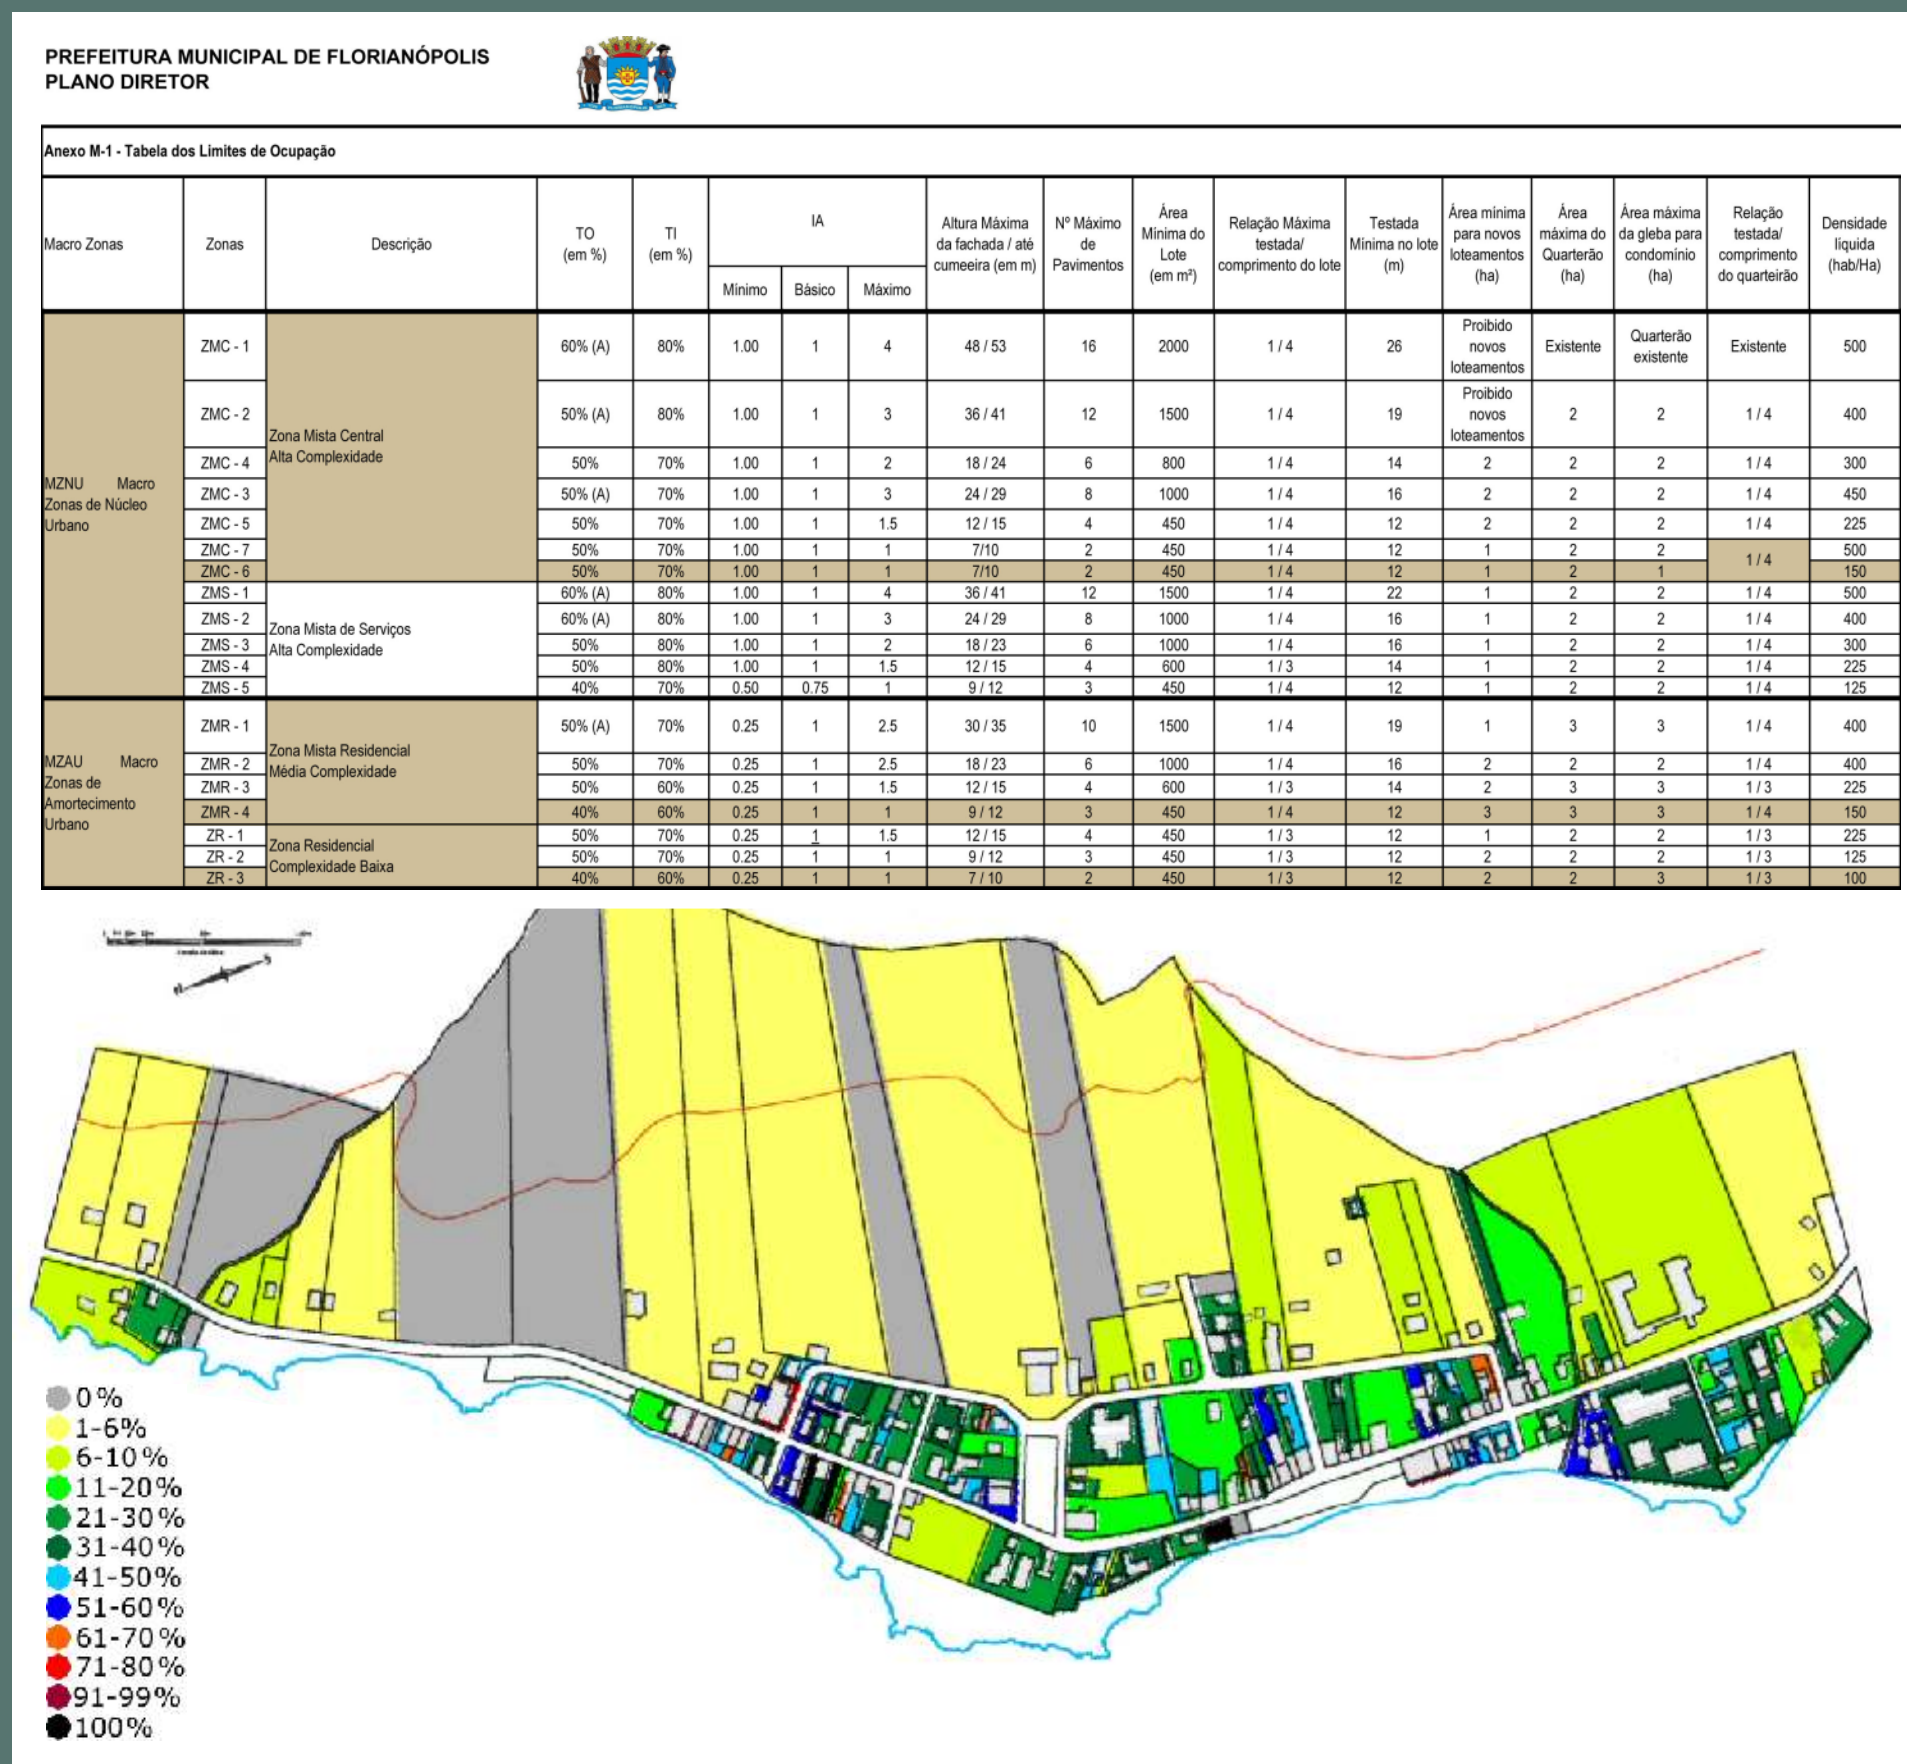 PREFEITURA MUNICIPAL DE FLORIANÓPOLIS
PLANO DIRETOR
Anexo M-1 - Tabela dos Limites de Ocupação
Macro Zonas Zonas Descrição TO (em %) TI (em %) IA Mínimo Básico Máximo Altura Máxima da fachada / até cumeeira (em m) Nº Máximo de Pavimentos Área Mínima do Lote (em m²) Relação Máxima testada/ comprimento do lote Testada Mínima no lote (m) Área mínima para novos loteamentos (ha) Área máxima do Quarterão (ha) Área máxima da gleba para condomínio (ha) Relação testada/ comprimento do quarteirão Densidade líquida (hab/Ha)
MZNU Macro Zonas de Núcleo Urbano
Zona Mista Central
Alta Complexidade
ZMC - 1 60% (A) 80% 1.00 1 4 48 / 53 16 2000 1 / 4 26 Proibido novos loteamentos Existente Quarterão existente Existente 500
ZMC - 2 50% (A) 80% 1.00 1 3 36 / 41 12 1500 1 / 4 19 Proibido novos loteamentos 2 2 1 / 4 400
ZMC - 4 50% 70% 1.00 1 2 18 / 24 6 800 1 / 4 14 2 2 2 1 / 4 300
ZMC - 3 50% (A) 70% 1.00 1 3 24 / 29 8 1000 1 / 4 16 2 2 2 1 / 4 450
ZMC - 5 50% 70% 1.00 1 1.5 12 / 15 4 450 1 / 4 12 2 2 2 1 / 4 225
ZMC - 7 50% 70% 1.00 1 1 7/10 2 450 1 / 4 12 1 2 2 1 / 4 500
ZMC - 6 50% 70% 1.00 1 1 7/10 2 450 1 / 4 12 1 2 1 150
Zona Mista de Serviços
Alta Complexidade
ZMS - 1 60% (A) 80% 1.00 1 4 36 / 41 12 1500 1 / 4 22 1 2 2 1 / 4 500
ZMS - 2 60% (A) 80% 1.00 1 3 24 / 29 8 1000 1 / 4 16 1 2 2 1 / 4 400
ZMS - 3 50% 80% 1.00 1 2 18 / 23 6 1000 1 / 4 16 1 2 2 1 / 4 300
ZMS - 4 50% 80% 1.00 1 1.5 12 / 15 4 600 1 / 3 14 1 2 2 1 / 4 225
ZMS - 5 40% 70% 0.50 0.75 1 9 / 12 3 450 1 / 4 12 1 2 2 1 / 4 125
MZAU Macro Zonas de Amortecimento Urbano
Zona Mista Residencial
Média Complexidade
ZMR - 1 50% (A) 70% 0.25 1 2.5 30 / 35 10 1500 1 / 4 19 1 3 3 1 / 4 400
ZMR - 2 50% 70% 0.25 1 2.5 18 / 23 6 1000 1 / 4 16 2 2 2 1 / 4 400
ZMR - 3 50% 60% 0.25 1 1.5 12 / 15 4 600 1 / 3 14 2 3 3 1 / 3 225
ZMR - 4 40% 60% 0.25 1 1 9 / 12 3 450 1 / 4 12 3 3 3 1 / 4 150
Zona Residencial
Complexidade Baixa
ZR - 1 50% 70% 0.25 1 1.5 12 / 15 4 450 1 / 3 12 1 2 2 1 / 3 225
ZR - 2 50% 70% 0.25 1 1 9 / 12 3 450 1 / 3 12 2 2 2 1 / 3 125
ZR - 3 40% 60% 0.25 1 1 7 / 10 2 450 1 / 3 12 2 2 3 1 / 3 100
0%
1-6%
6-10%
11-20%
21-30%
31-40%
41-50%
51-60%
61-70%
71-80%
91-99%
100%